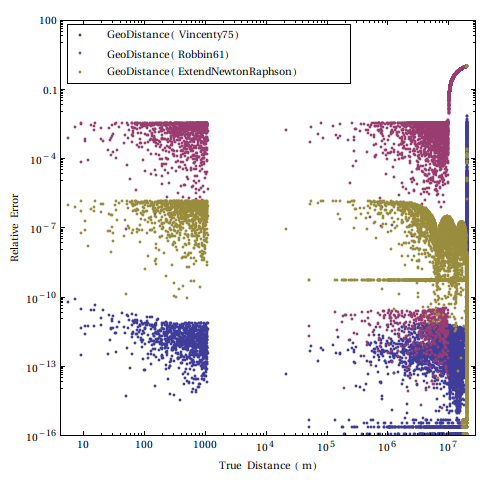 100
GeoDistance( Vincenty75)
GeoDistance( Robbin61)
GeoDistance( ExtendNewtonRaphson)
0.1
10^-4
10^-7
10^-10
10^-13
10^-16
Relative Error
10 100 1000 10^4 10^5 10^6 10^7
True Distance ( m)